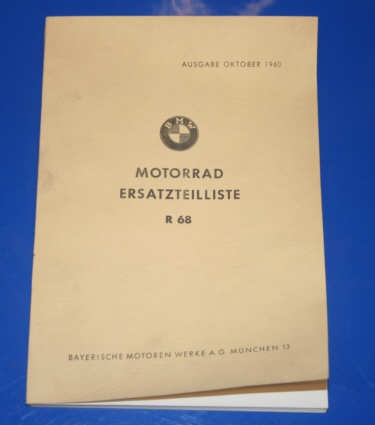 AUSGABE OKTOBER 1960
BMW
MOTORRAD
ERSATZTEILLISTE
R 68
BAYERISCHE MOTOREN WERKE A.G. MÜNCHEN 13